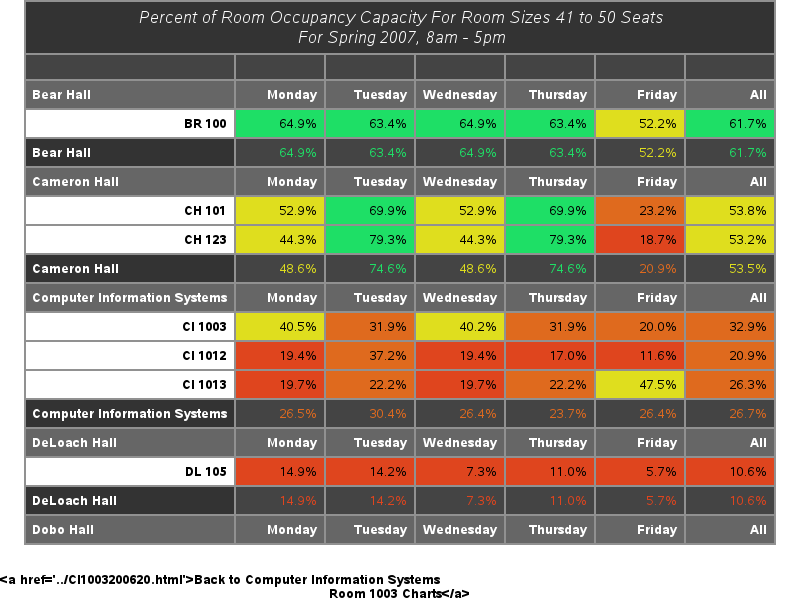 Percent of Room Occupancy Capacity For Room Sizes 41 to 50 Seats
For Spring 2007, 8am - 5pm
Bear Hall Monday Tuesday Wednesday Thursday Friday All
BR 100 64.9% 63.4% 64.9% 63.4% 52.2% 61.7%
Bear Hall 64.9% 63.4% 64.9% 63.4% 52.2% 61.7%
Cameron Hall Monday Tuesday Wednesday Thursday Friday All
CH 101 52.9% 69.9% 52.9% 69.9% 23.2% 53.8%
CH 123 44.3% 79.3% 44.3% 79.3% 18.7% 53.2%
Cameron Hall 48.6% 74.6% 48.6% 74.6% 20.9% 53.5%
Computer Information Systems Monday Tuesday Wednesday Thursday Friday All
CI 1003 40.5% 31.9% 40.2% 31.9% 20.0% 32.9%
CI 1012 19.4% 37.2% 19.4% 17.0% 11.6% 20.9%
CI 1013 19.7% 22.2% 19.7% 22.2% 47.5% 26.3%
Computer Information Systems 26.5% 30.4% 26.4% 23.7% 26.4% 26.7%
DeLoach Hall Monday Tuesday Wednesday Thursday Friday All
DL 105 14.9% 14.2% 7.3% 11.0% 5.7% 10.6%
DeLoach Hall 14.9% 14.2% 7.3% 11.0% 5.7% 10.6%
Dobo Hall Monday Tuesday Wednesday Thursday Friday All
<a href='../CI1003200620.html'>Back to Computer Information Systems
Room 1003 Charts</a>